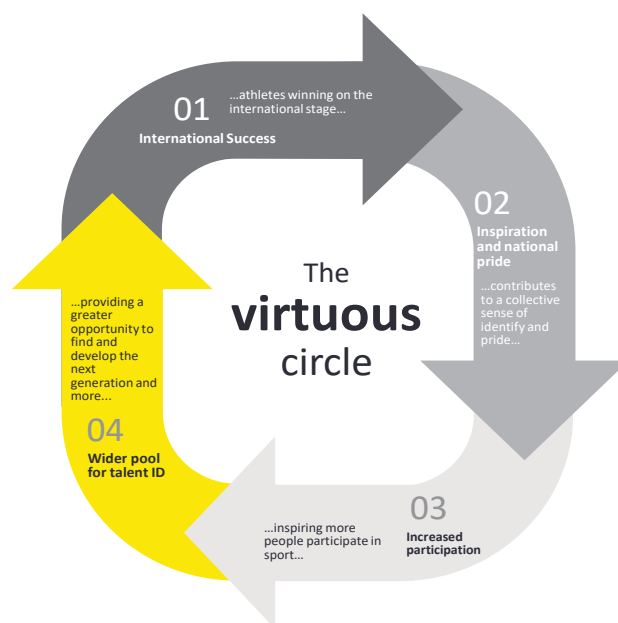 01
…athletes winning on the
international stage…
International Success
02
Inspiration
and national
pride
…contributes
to a collective
sense of
identify and
pride…
The
virtuous
circle
03
Increased
participation
…inspiring more
people participate in
sport…
04
Wider pool
for talent ID
…providing a
greater
opportunity to
find and
develop the
next
generation and
more...